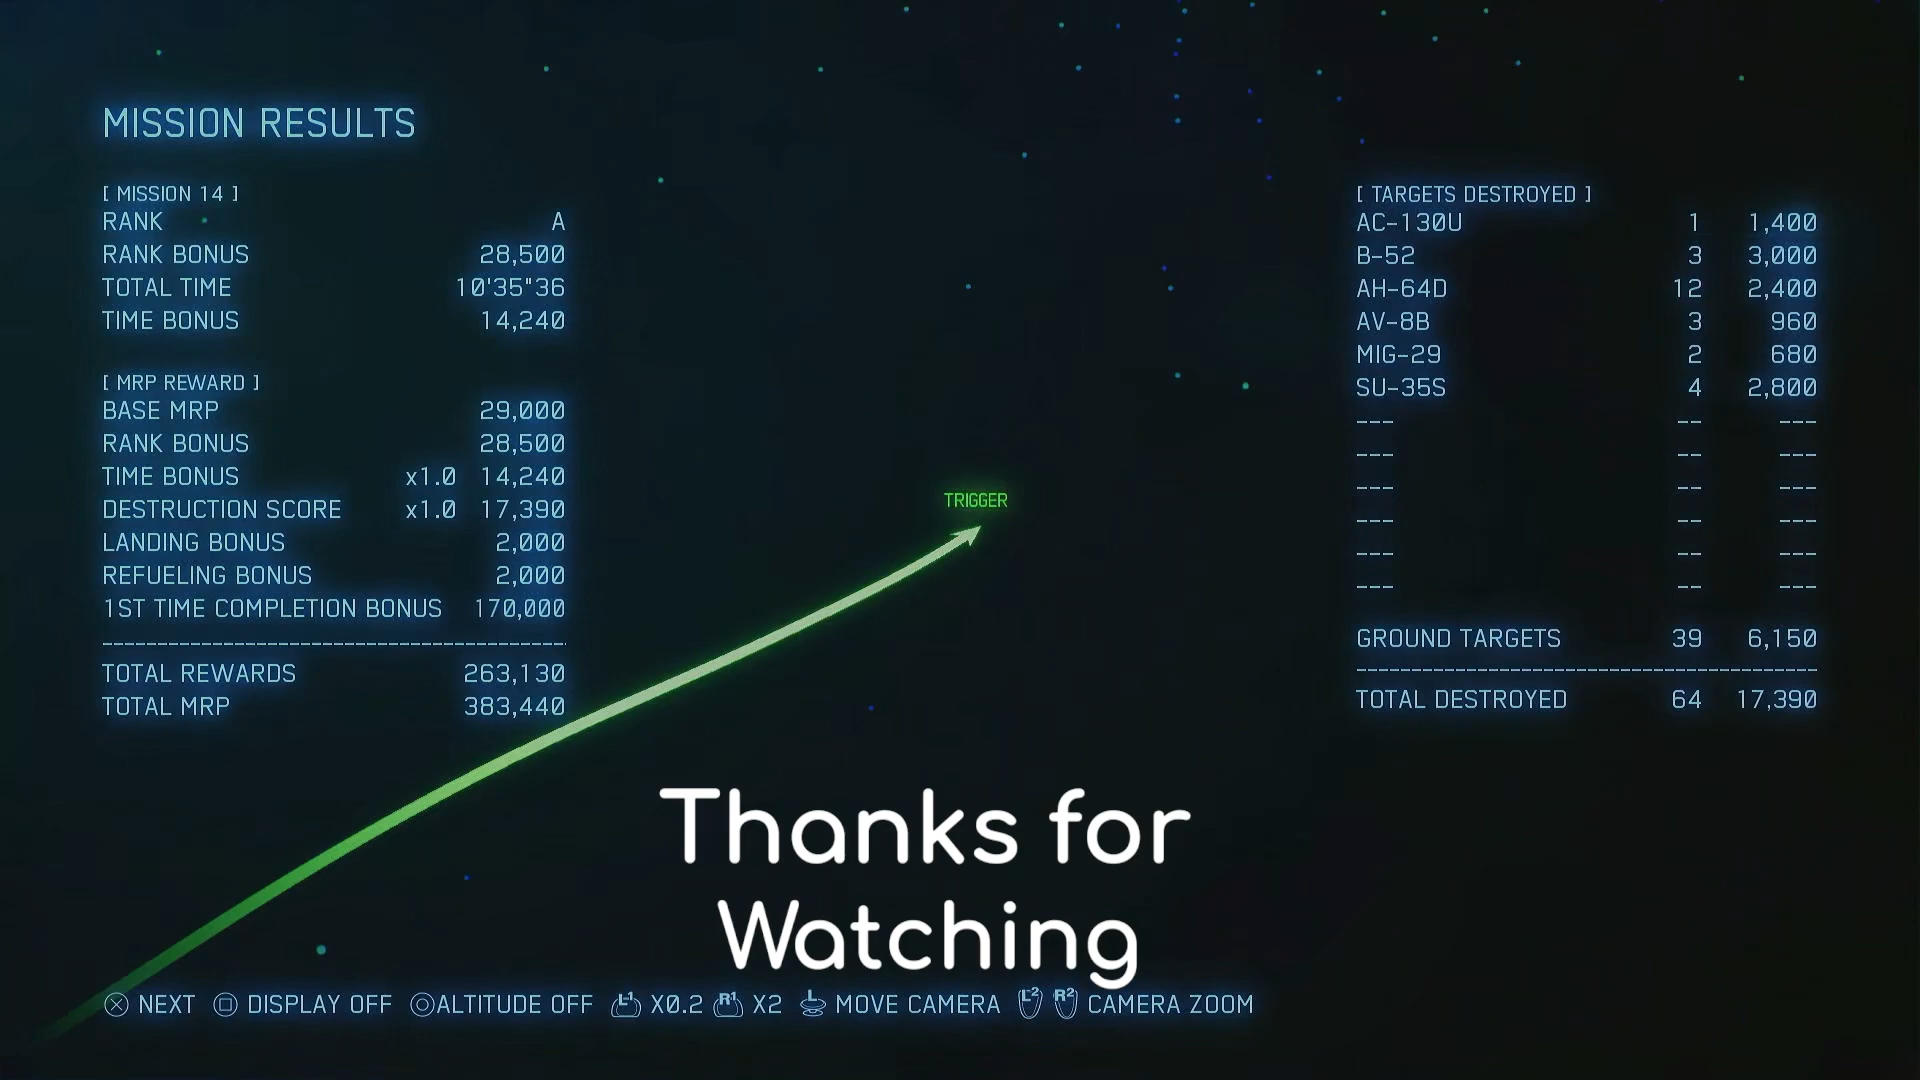 MISSION RESULTS
[ MISSION 14 ]
RANK A
RANK BONUS 28,500
TOTAL TIME 10'35"36
TIME BONUS 14,240
[ MRP REWARD ]
BASE MRP 29,000
RANK BONUS 28,500
TIME BONUS x1.0 14,240
DESTRUCTION SCORE x1.0 17,390
LANDING BONUS 2,000
REFUELING BONUS 2,000
1ST TIME COMPLETION BONUS 170,000
TOTAL REWARDS 263,130
TOTAL MRP 383,440
[ TARGETS DESTROYED ]
AC-130U 1 1,400
B-52 3 3,000
AH-64D 12 2,400
AV-8B 3 960
MIG-29 2 680
SU-35S 4 2,800
--- -- ---
--- -- ---
--- -- ---
--- -- ---
--- -- ---
--- -- ---
GROUND TARGETS 39 6,150
TOTAL DESTROYED 64 17,390
TRIGGER
Thanks for
Watching
NEXT DISPLAY OFF ALTITUDE OFF L1 X0.2 R1 X2 L MOVE CAMERA L2 R2 CAMERA ZOOM